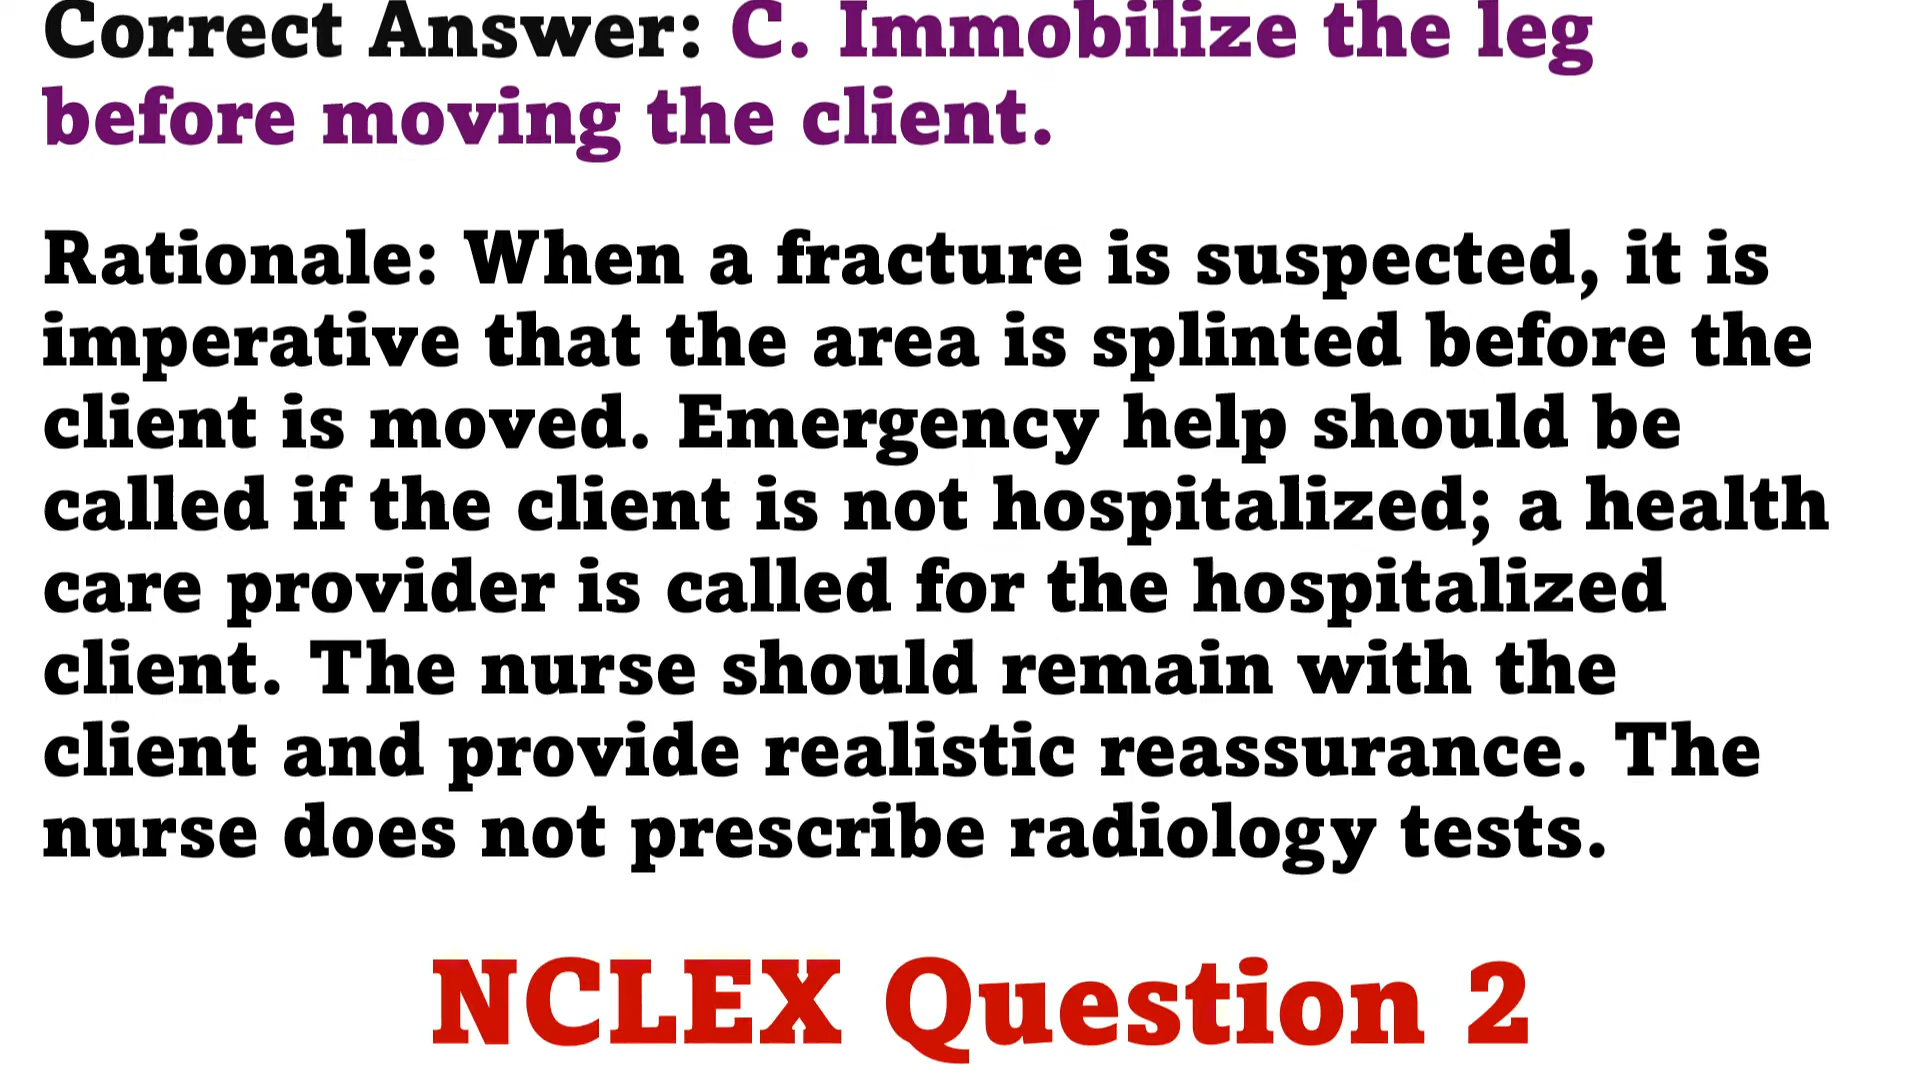 Correct Answer: C. Immobilize the leg
before moving the client.
Rationale: When a fracture is suspected, it is
imperative that the area is splinted before the
client is moved. Emergency help should be
called if the client is not hospitalized; a health
care provider is called for the hospitalized
client. The nurse should remain with the
client and provide realistic reassurance. The
nurse does not prescribe radiology tests.
NCLEX Question 2